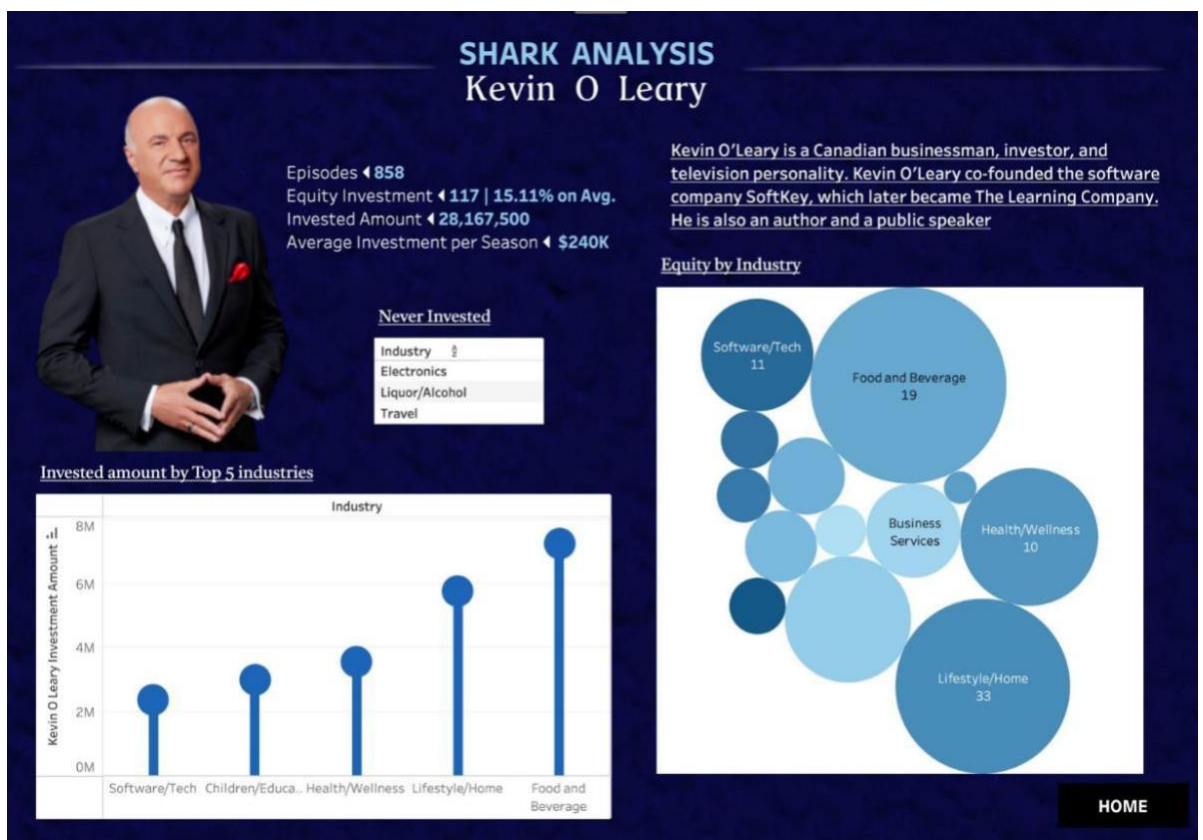 SHARK ANALYSIS
Kevin O Leary
Episodes 858
Equity Investment 117 | 15.11% on Avg.
Invested Amount 28,167,500
Average Investment per Season $240K
Kevin O'Leary is a Canadian businessman, investor, and
television personality. Kevin O'Leary co-founded the software
company SoftKey, which later became The Learning Company.
He is also an author and a public speaker
Never Invested
Industry
Electronics
Liquor/Alcohol
Travel
Equity by Industry
Software/Tech
11
Food and Beverage
19
Business
Services
Health/Wellness
10
Lifestyle/Home
33
Invested amount by Top 5 industries
Industry
Kevin O Leary Investment Amount
8M
6M
4M
2M
0M
Software/Tech
Children/Educa..
Health/Wellness
Lifestyle/Home
Food and
Beverage
HOME